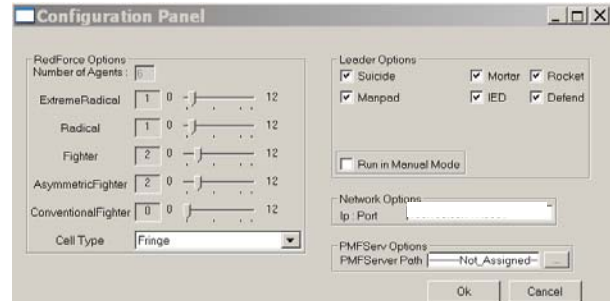 Configuration Panel
RedForce Options
Number of Agents : 6
ExtremeRadical 1 0 12
Radical 1 0 12
Fighter 2 0 12
AsymmetricFighter 2 0 12
ConventionalFighter 0 0 12
Cell Type Fringe
Leader Options
Suicide Mortar Rocket
Manpad IED Defend
Run in Manual Mode
Network Options
Ip : Port
PMFServ Options
PMFServer Path -----Not_Assigned- ...
Ok Cancel